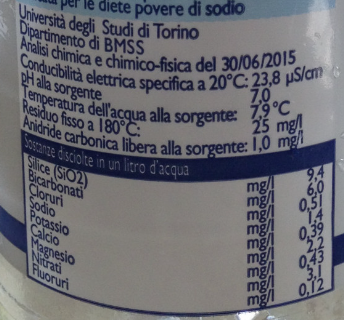 per le diete povere di sodio
Università degli Studi di Torino
Dipartimento di BMSS
Analisi chimica e chimico-fisica del 30/06/2015
Conducibilità elettrica specifica a 20°C: 23,8 µS/cm
pH alla sorgente 7,0
Temperatura dell'acqua alla sorgente: 7,9 °C
Residuo fisso a 180°C: 25 mg/l
Anidride carbonica libera alla sorgente: 1,0 mg/l
Sostanze disciolte in un litro d'acqua
Silice (SiO2) mg/l 9,4
Bicarbonati mg/l 6,0
Cloruri mg/l 0,51
Sodio mg/l 1,4
Potassio mg/l 0,39
Calcio mg/l 2,2
Magnesio mg/l 0,43
Nitrati mg/l 3,1
Fluoruri mg/l 0,12